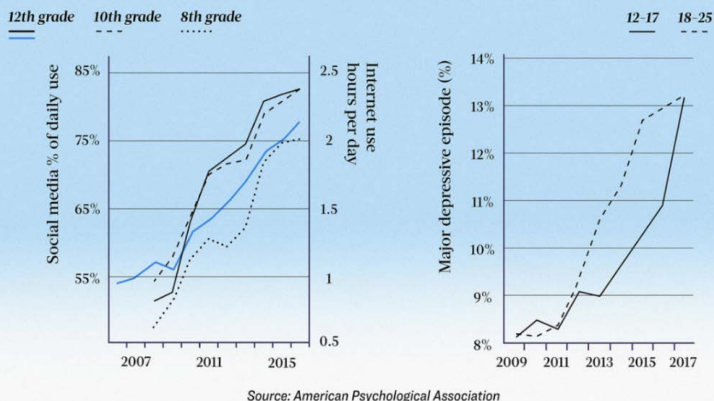 12th grade 10th grade 8th grade
12–17 18–25
Social media % of daily use
85%
75%
65%
55%
Internet use
hours per day
2.5
2
1.5
1
0.5
2007 2011 2015
Major depressive episode (%)
14%
13%
12%
11%
10%
9%
8%
2009 2011 2013 2015 2017
Source: American Psychological Association